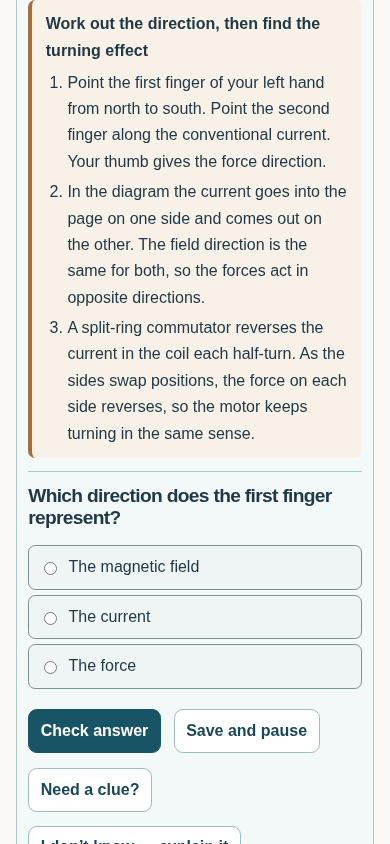 Work out the direction, then find the
turning effect
1. Point the first finger of your left hand
from north to south. Point the second
finger along the conventional current.
Your thumb gives the force direction.
2. In the diagram the current goes into the
page on one side and comes out on
the other. The field direction is the
same for both, so the forces act in
opposite directions.
3. A split-ring commutator reverses the
current in the coil each half-turn. As the
sides swap positions, the force on each
side reverses, so the motor keeps
turning in the same sense.
Which direction does the first finger
represent?
The magnetic field
The current
The force
Check answer
Save and pause
Need a clue?
I don't know — explain it